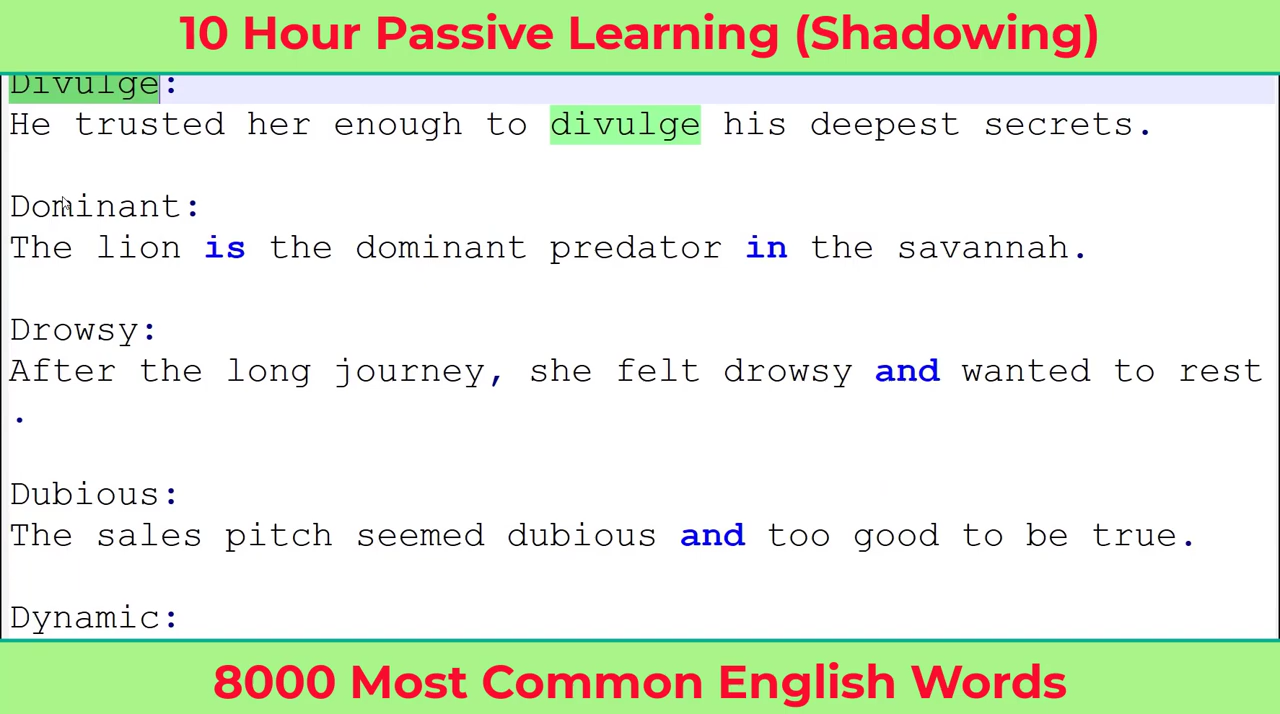 10 Hour Passive Learning (Shadowing)
Divulge:
He trusted her enough to divulge his deepest secrets.
Dominant:
The lion is the dominant predator in the savannah.
Drowsy:
After the long journey, she felt drowsy and wanted to rest
.
Dubious:
The sales pitch seemed dubious and too good to be true.
Dynamic:
8000 Most Common English Words